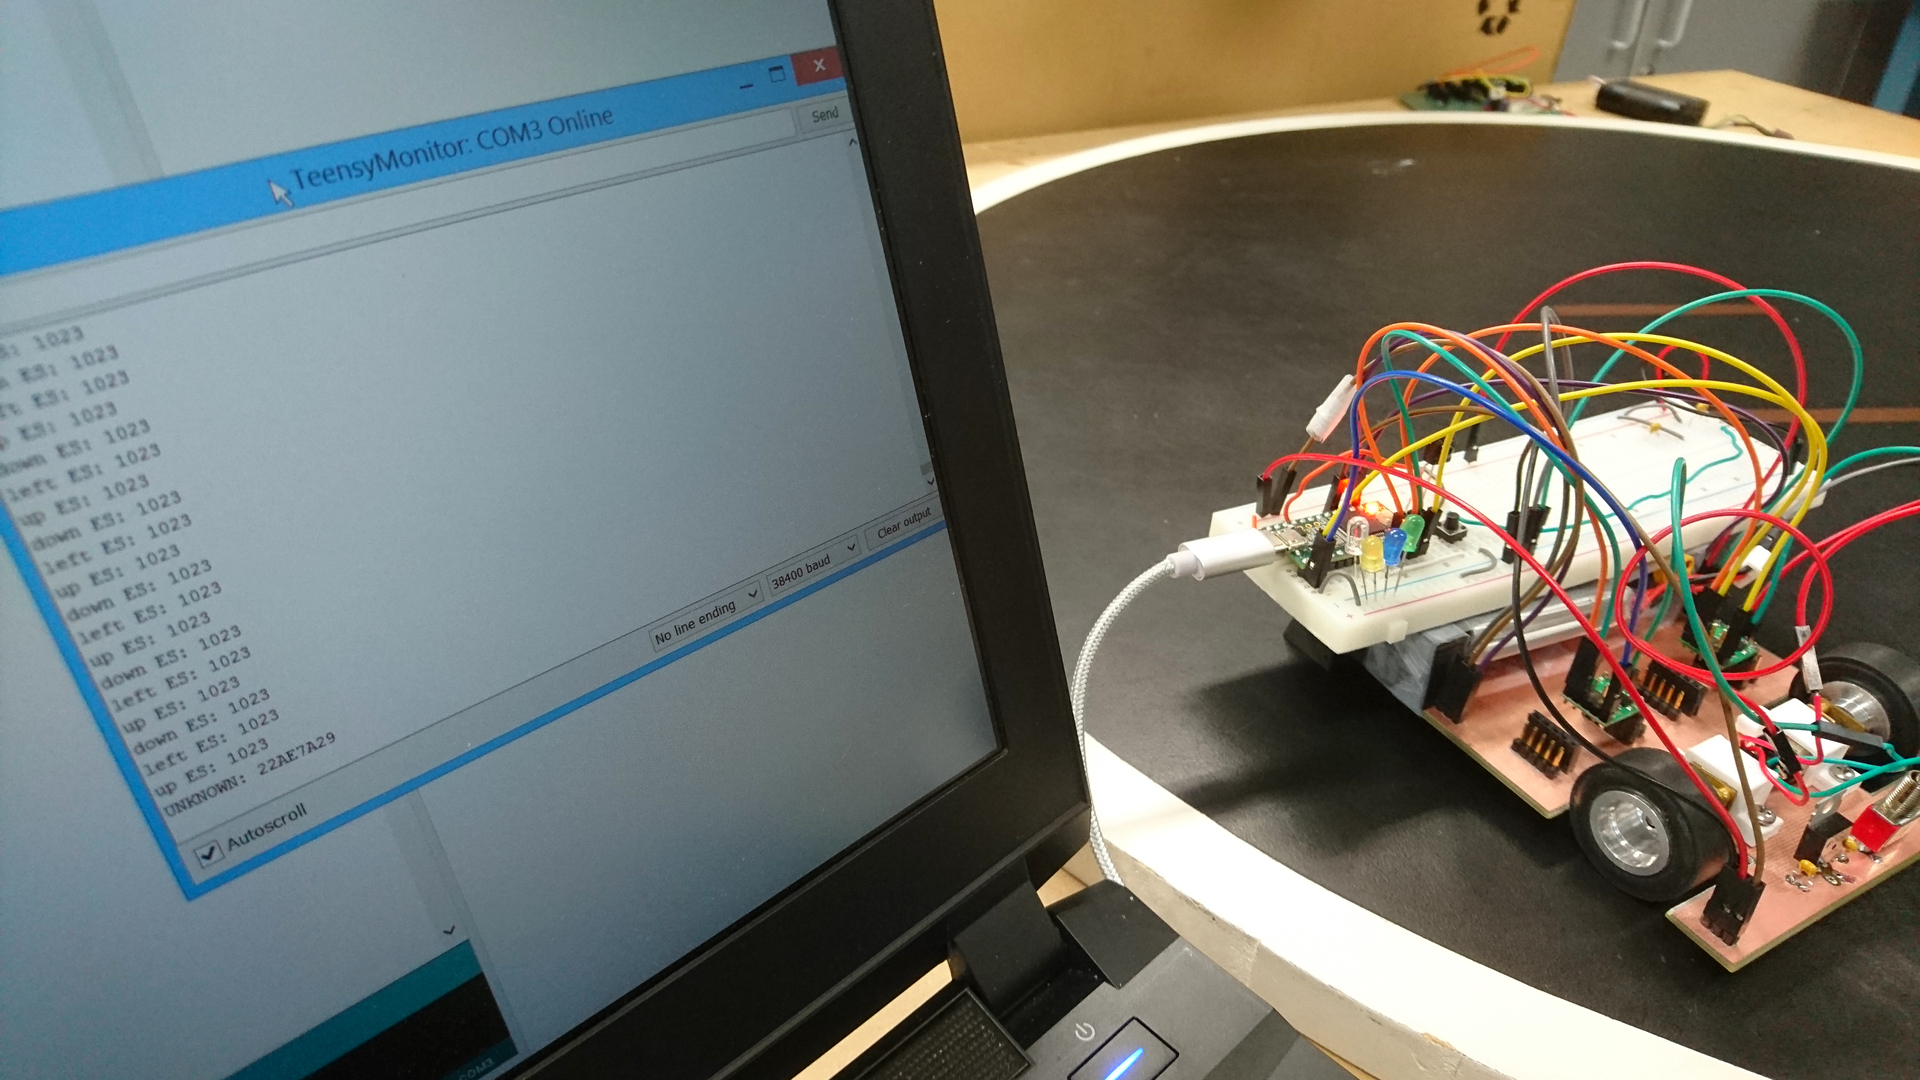 TeensyMonitor: COM3 Online
Send
ES: 1023
ES: 1023
ES: 1023
ES: 1023
down ES: 1023
left ES: 1023
up ES: 1023
down ES: 1023
left ES: 1023
up ES: 1023
down ES: 1023
left ES: 1023
up ES: 1023
down ES: 1023
left ES: 1023
up ES: 1023
down ES: 1023
left ES: 1023
up ES: 1023
UNKNOWN: 22AE7A29
Autoscroll
No line ending
38400 baud
Clear output
COM3